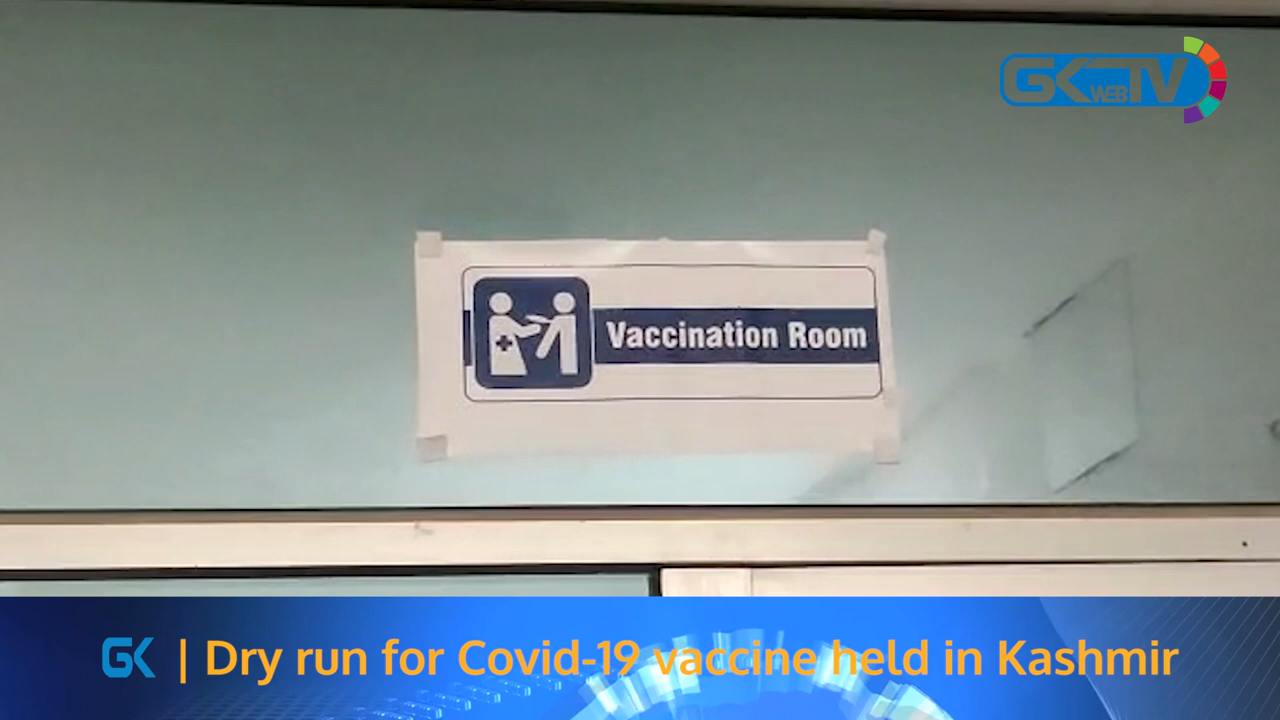 GK WEB TV
Vaccination Room
GK | Dry run for Covid-19 vaccine held in Kashmir